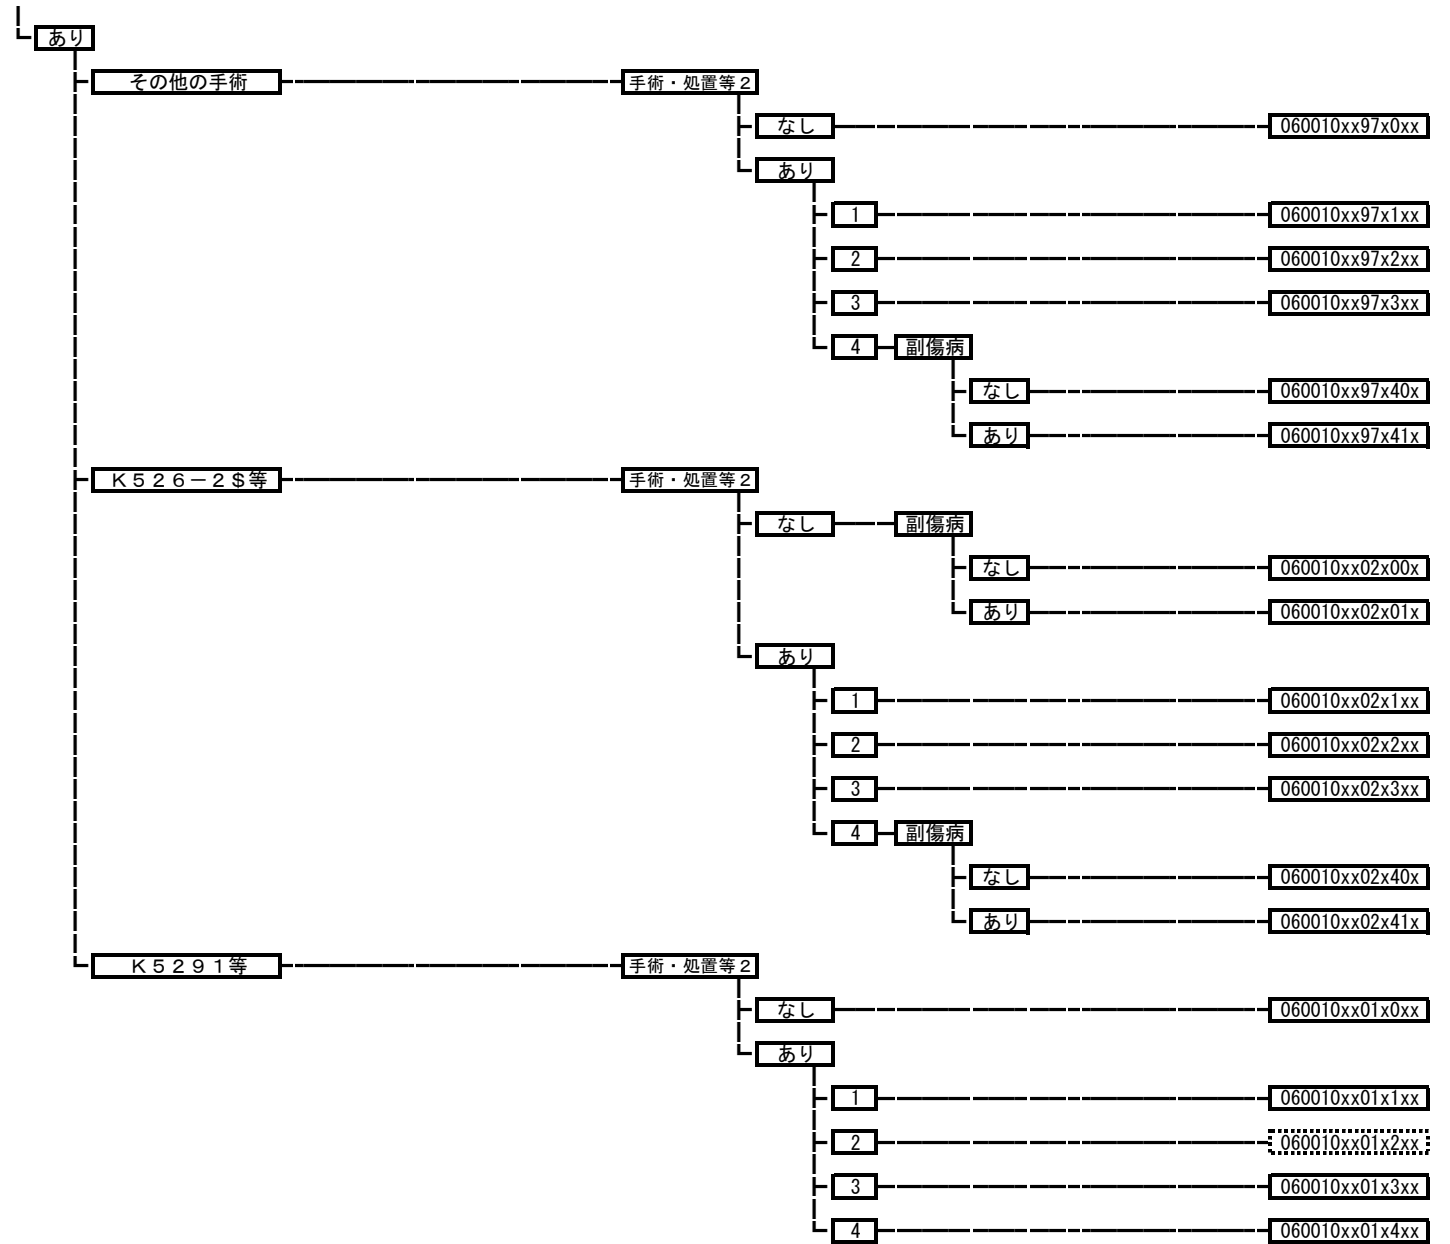 あり
その他の手術 手術・処置等2
なし 060010xx97x0xx
あり
1 060010xx97x1xx
2 060010xx97x2xx
3 060010xx97x3xx
4 副傷病
なし 060010xx97x40x
あり 060010xx97x41x
K526-2$等 手術・処置等2
なし 副傷病
なし 060010xx02x00x
あり 060010xx02x01x
あり
1 060010xx02x1xx
2 060010xx02x2xx
3 060010xx02x3xx
4 副傷病
なし 060010xx02x40x
あり 060010xx02x41x
K5291等 手術・処置等2
なし 060010xx01x0xx
あり
1 060010xx01x1xx
2 060010xx01x2xx
3 060010xx01x3xx
4 060010xx01x4xx